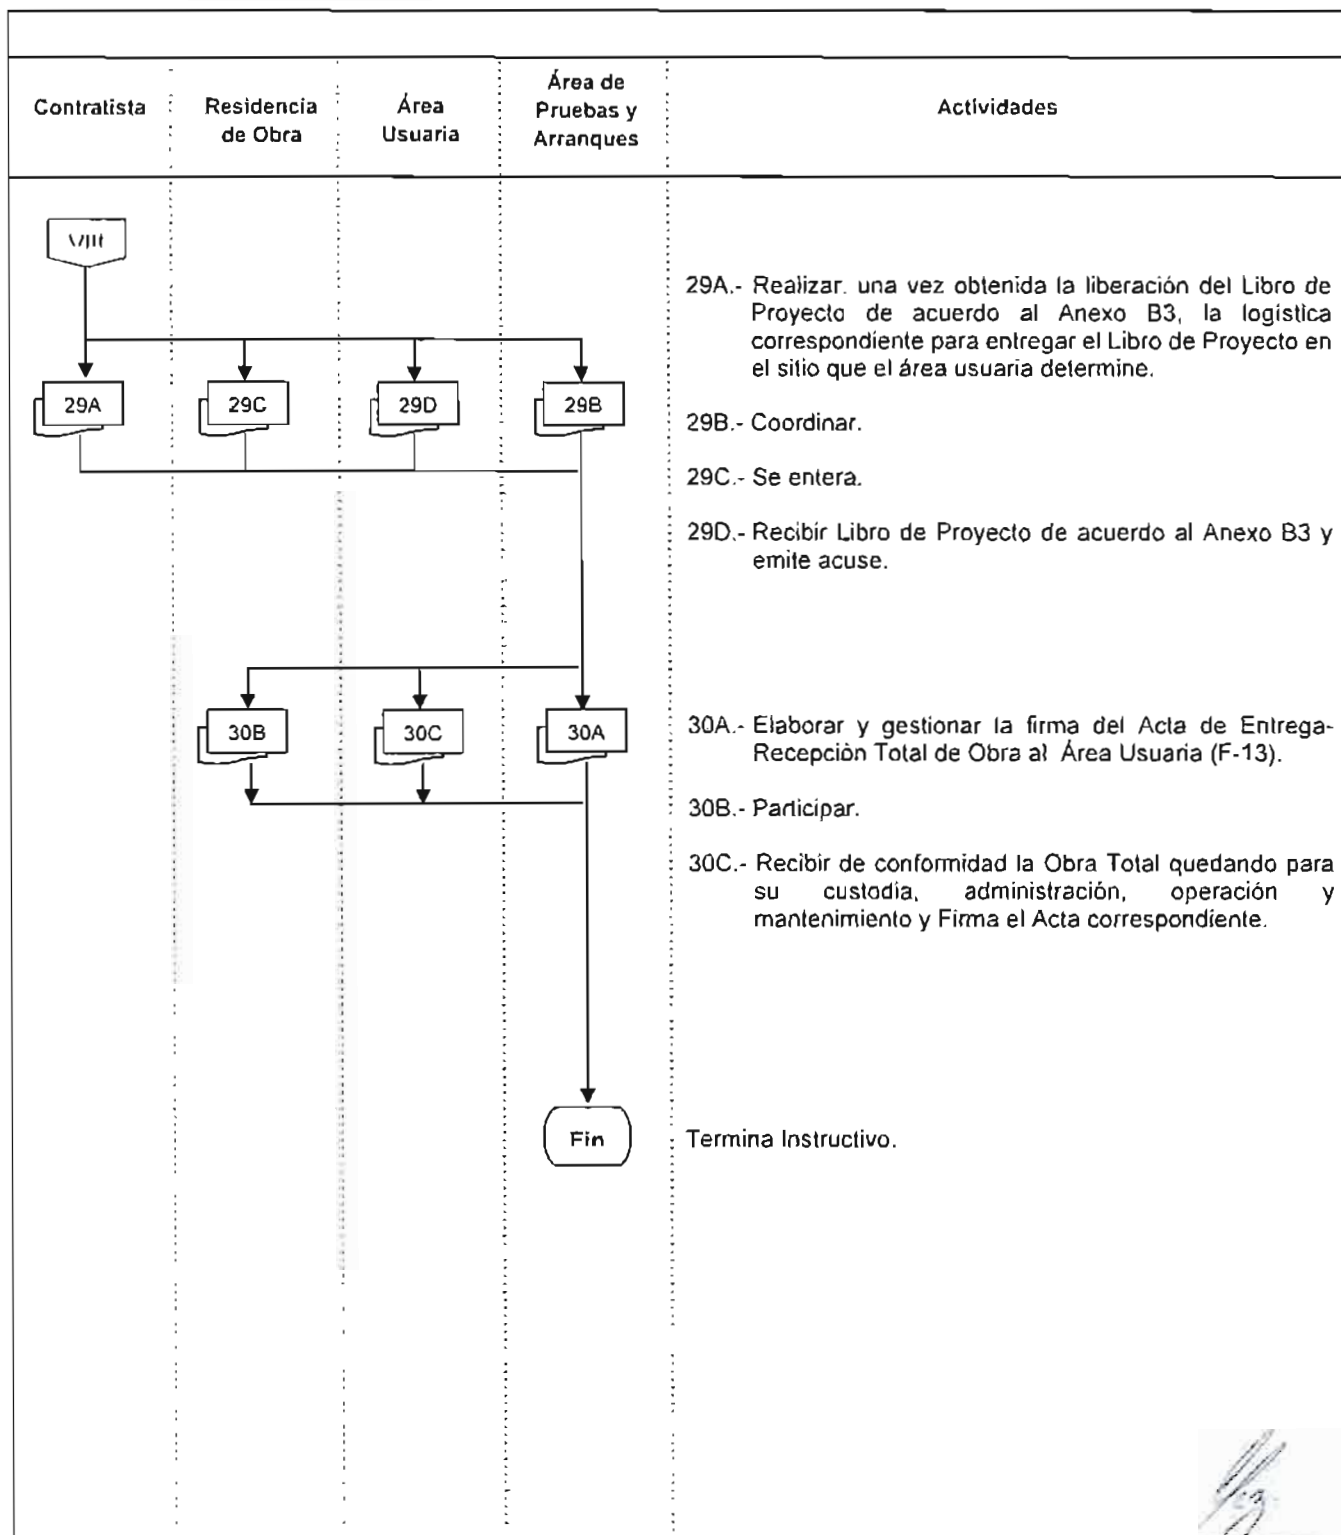 Contratista
Residencia
de Obra
Área
Usuaria
Área de
Pruebas y
Arranques
Actividades
VIII
29A
29C
29D
29B
29A.- Realizar. una vez obtenida la liberación del Libro de
Proyecto de acuerdo al Anexo B3, la logística
correspondiente para entregar el Libro de Proyecto en
el sitio que el área usuaria determine.
29B.- Coordinar.
29C.- Se entera.
29D.- Recibir Libro de Proyecto de acuerdo al Anexo B3 y
emite acuse.
30B
30C
30A
30A.- Elaborar y gestionar la firma del Acta de Entrega-
Recepción Total de Obra al Área Usuaria (F-13).
30B.- Participar.
30C.- Recibir de conformidad la Obra Total quedando para
su custodia, administración, operación y
mantenimiento y Firma el Acta correspondiente.
Fin
Termina Instructivo.